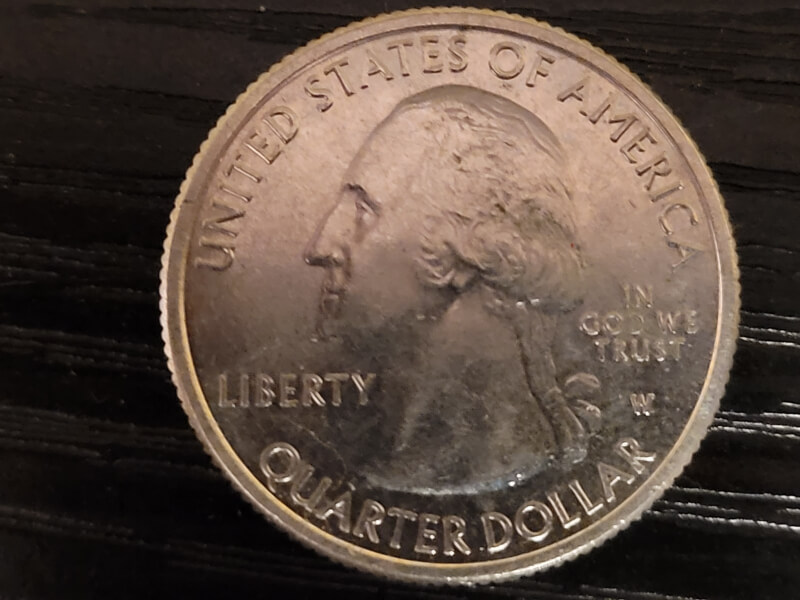 UNITED STATES OF AMERICA
LIBERTY
IN
GOD WE
TRUST
W
QUARTER DOLLAR